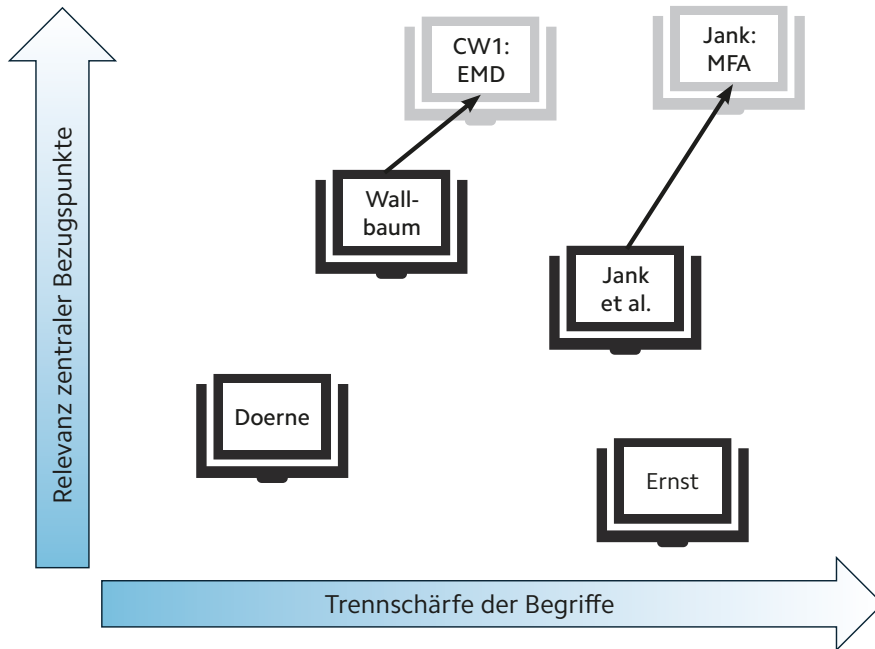 CW1:
EMD
Jank:
MFA
Wall-
baum
Jank
et al.
Doerne
Ernst
Relevanz zentraler Bezugspunkte
Trennschärfe der Begriffe